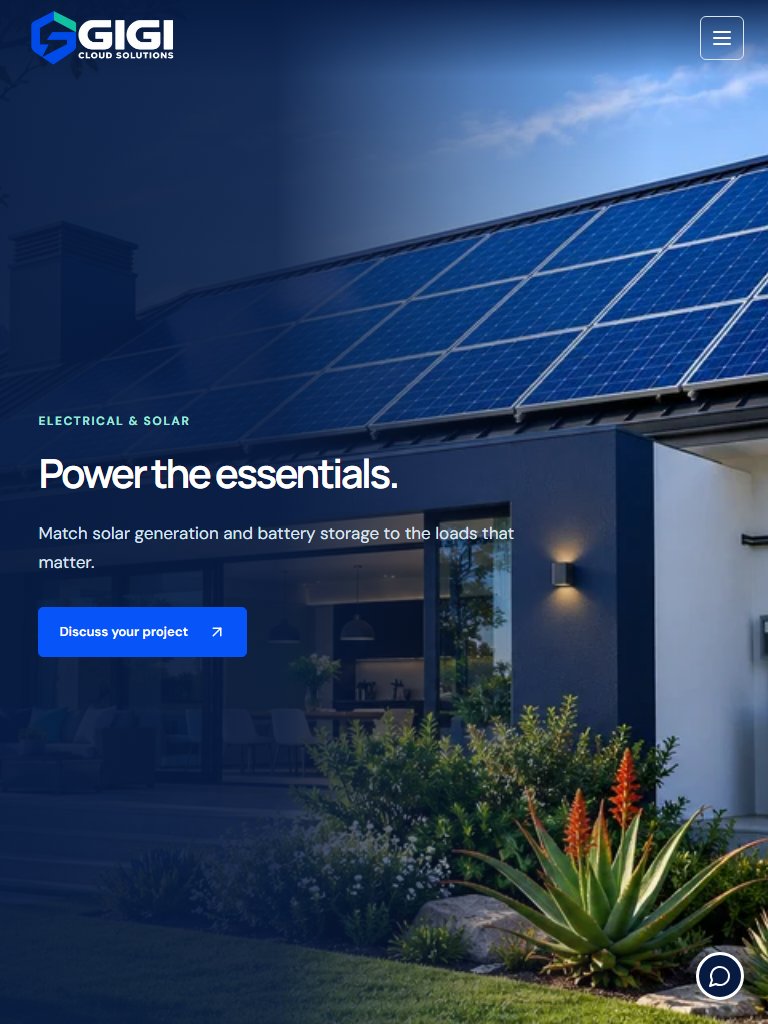 GIGI
CLOUD SOLUTIONS
ELECTRICAL & SOLAR
Power the essentials.
Match solar generation and battery storage to the loads that
matter.
Discuss your project